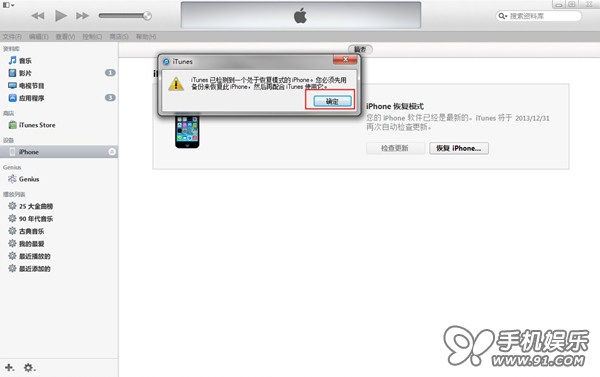 搜索资料库
文件(F) 编辑(E) 查看(V) 控制(C) 商店(S) 帮助(H)
资料库
音乐
影片
电视节目
应用程序
商店
iTunes Store
设备
iPhone
Genius
Genius
播放列表
25 大金曲榜
90 年代音乐
古典音乐
我的最爱
最近播放的
最近添加的
摘要
iTunes
iTunes 已检测到一个处于恢复模式的 iPhone。您必须先用
备份来恢复此 iPhone，然后再配合 iTunes 使用它。
确定
iPhone 恢复模式
您的 iPhone 软件已经是最新的。iTunes 将于 2013/12/31
再次自动检查更新。
检查更新
恢复 iPhone...
手机娱乐
www.91.com